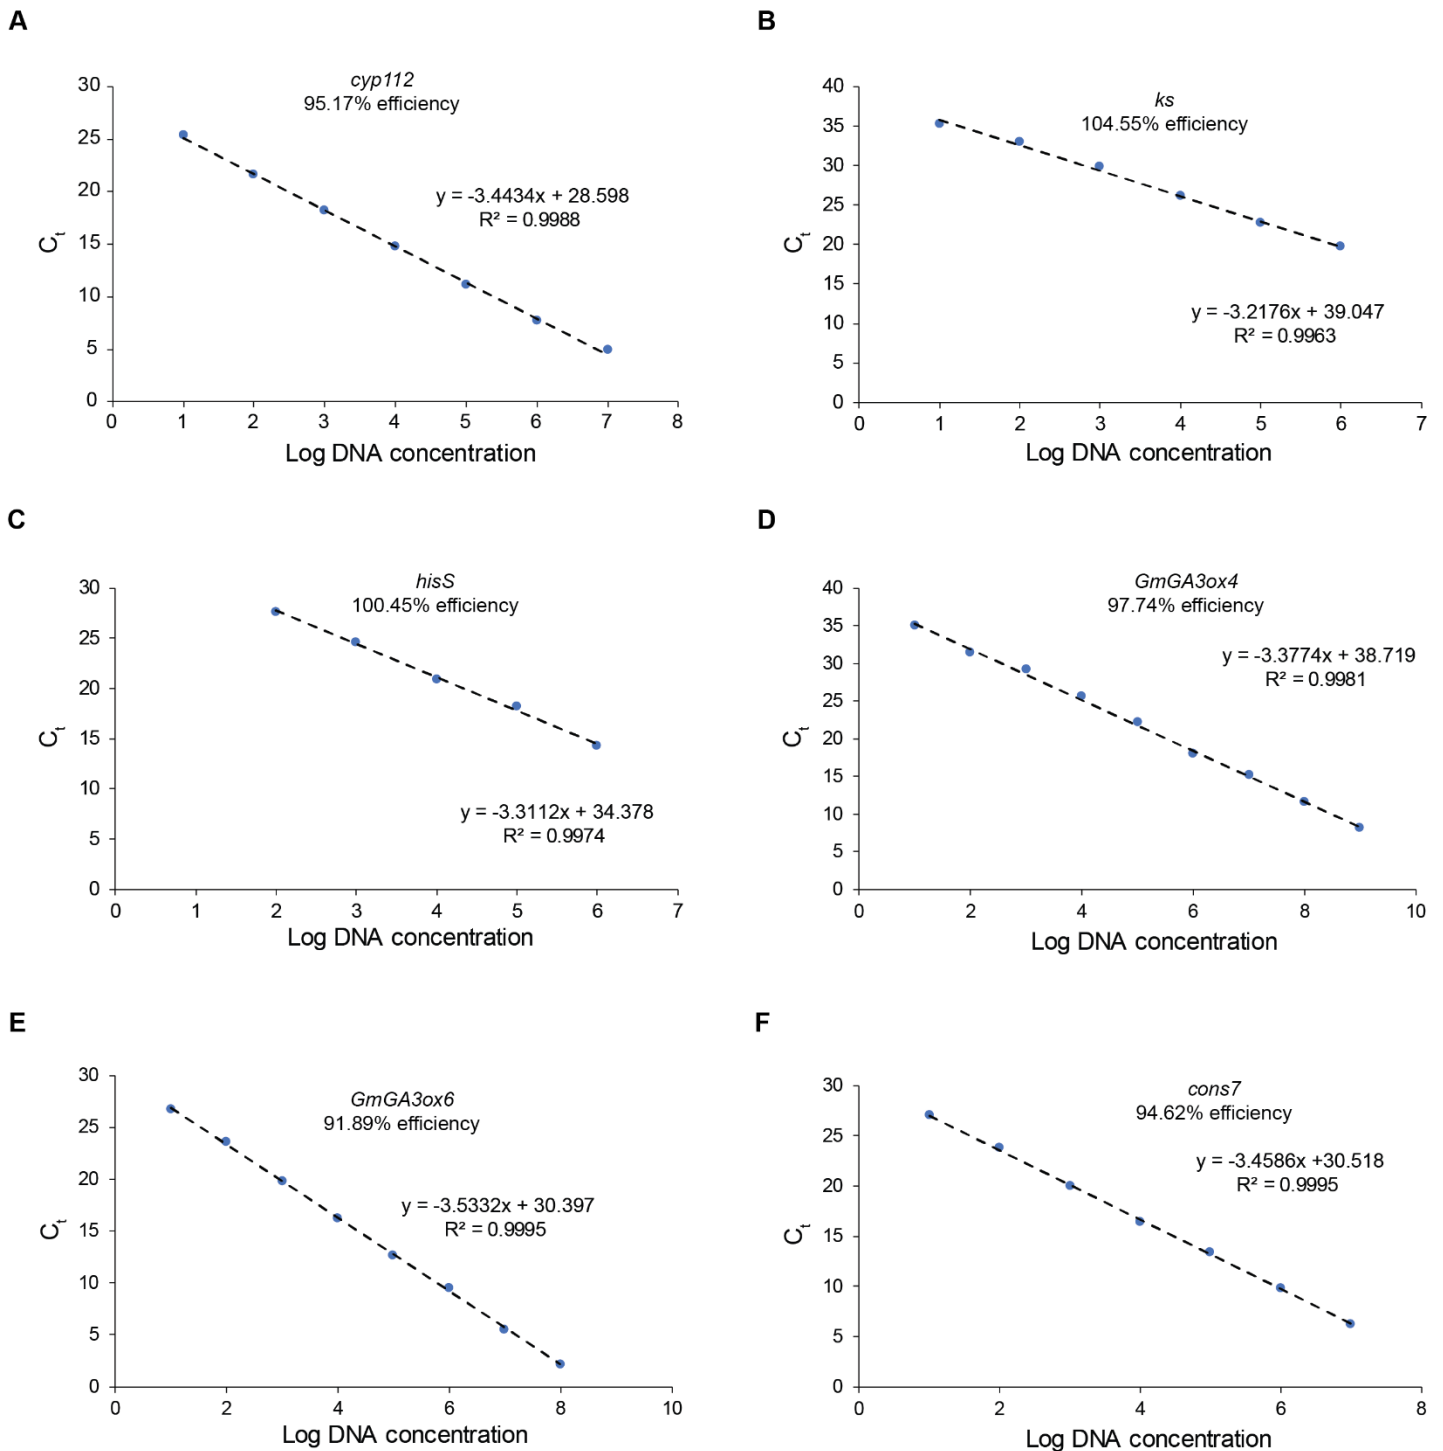 A
cyp112
95.17% efficiency
y = -3.4434x + 28.598
R² = 0.9988
30
25
20
15
10
5
0
Ct
0 1 2 3 4 5 6 7 8
Log DNA concentration
B
ks
104.55% efficiency
y = -3.2176x + 39.047
R² = 0.9963
40
35
30
25
20
15
10
5
0
Ct
0 1 2 3 4 5 6 7
Log DNA concentration
C
hisS
100.45% efficiency
y = -3.3112x + 34.378
R² = 0.9974
30
25
20
15
10
5
0
Ct
0 1 2 3 4 5 6 7
Log DNA concentration
D
GmGA3ox4
97.74% efficiency
y = -3.3774x + 38.719
R² = 0.9981
40
35
30
25
20
15
10
5
0
Ct
0 2 4 6 8 10
Log DNA concentration
E
GmGA3ox6
91.89% efficiency
y = -3.5332x + 30.397
R² = 0.9995
30
25
20
15
10
5
0
Ct
0 2 4 6 8 10
Log DNA concentration
F
cons7
94.62% efficiency
y = -3.4586x +30.518
R² = 0.9995
30
25
20
15
10
5
0
Ct
0 2 4 6 8
Log DNA concentration